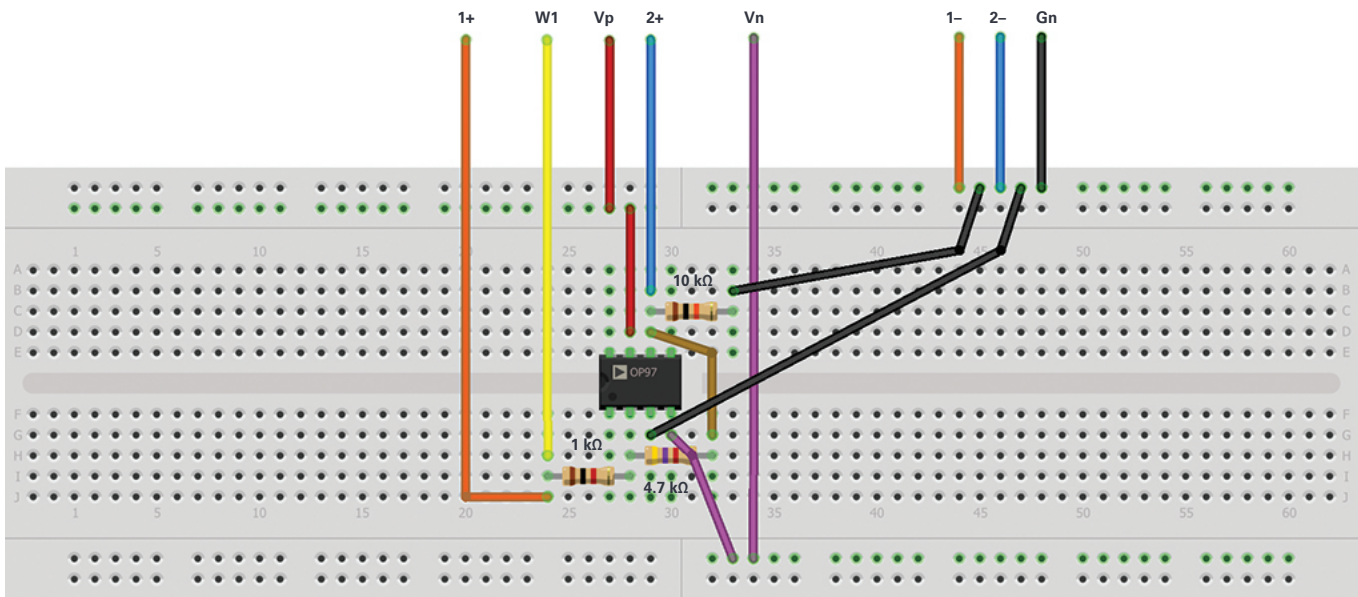 1+ W1 Vp 2+ Vn 1– 2– Gn
1 5 10 15 20 25 30 35 40 45 50 55 60
A A
B 10 kΩ B
C C
D D
E E
OP97
F F
G G
1 kΩ
H H
I I
4.7 kΩ
J J
1 5 10 15 20 25 30 35 40 45 50 55 60